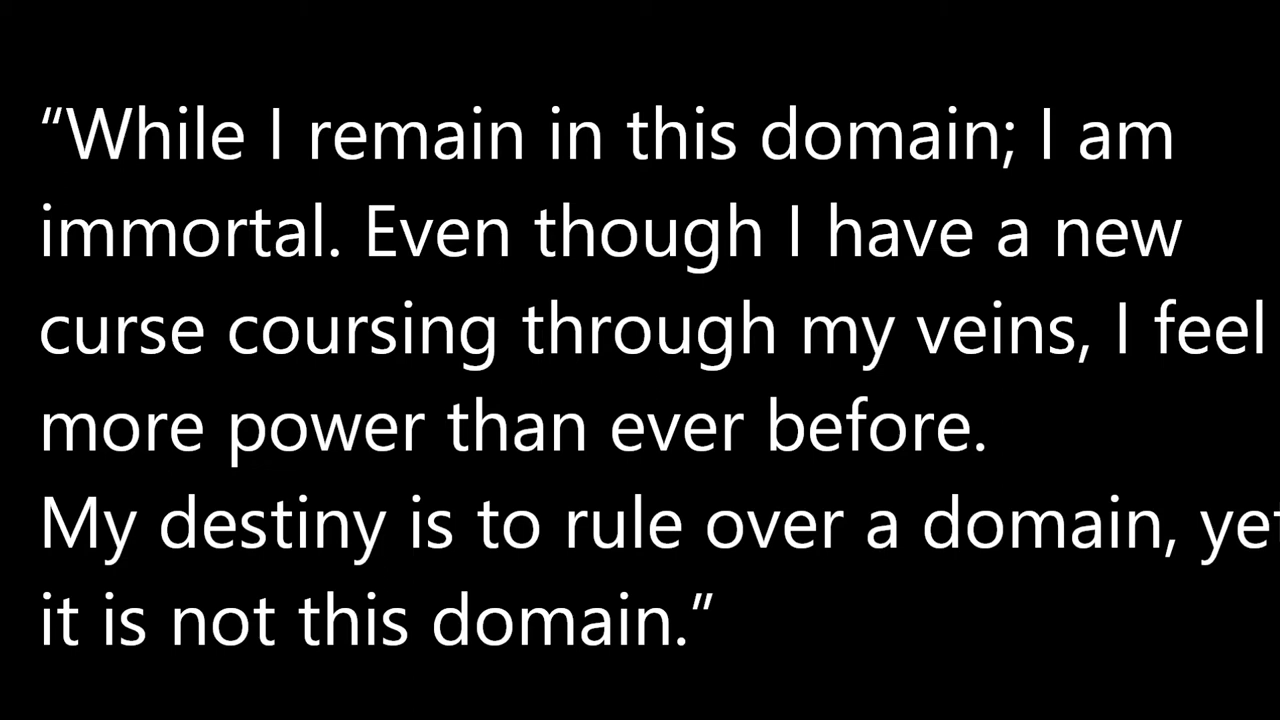 “While I remain in this domain; I am
immortal. Even though I have a new
curse coursing through my veins, I feel
more power than ever before.
My destiny is to rule over a domain, yet
it is not this domain.”